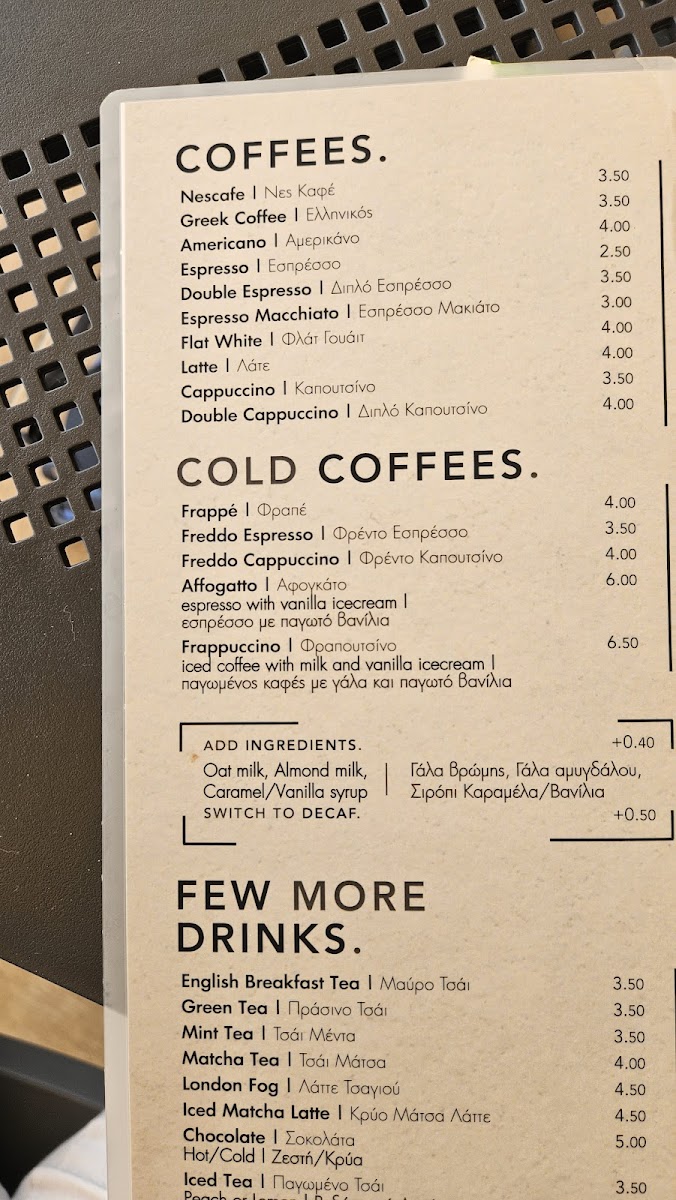 COFFEES.
Nescafe | Νες Καφέ 3.50
Greek Coffee | Ελληνικός 3.50
Americano | Αμερικάνο 4.00
Espresso | Εσπρέσσο 2.50
Double Espresso | Διπλό Εσπρέσσο 3.50
Espresso Macchiato | Εσπρέσσο Μακιάτο 3.00
Flat White | Φλάτ Γουάιτ 4.00
Latte | Λάτε 4.00
Cappuccino | Καπουτσίνο 3.50
Double Cappuccino | Διπλό Καπουτσίνο 4.00
COLD COFFEES.
Frappé | Φραπέ 4.00
Freddo Espresso | Φρέντο Εσπρέσσο 3.50
Freddo Cappuccino | Φρέντο Καπουτσίνο 4.00
Affogatto | Αφογκάτο 6.00
espresso with vanilla icecream |
εσπρέσσο με παγωτό βανίλια
Frappuccino | Φραπουτσίνο 6.50
iced coffee with milk and vanilla icecream |
παγωμένος καφές με γάλα και παγωτό βανίλια
ADD INGREDIENTS. +0.40
Oat milk, Almond milk, | Γάλα βρώμης, Γάλα αμυγδάλου,
Caramel/Vanilla syrup | Σιρόπι Καραμέλα/Βανίλια
SWITCH TO DECAF. +0.50
FEW MORE
DRINKS.
English Breakfast Tea | Μαύρο Τσάι 3.50
Green Tea | Πράσινο Τσάι 3.50
Mint Tea | Τσάι Μέντα 3.50
Matcha Tea | Τσάι Μάτσα 4.00
London Fog | Λάττε Τσαγιού 4.50
Iced Matcha Latte | Κρύο Μάτσα Λάττε 4.50
Chocolate | Σοκολάτα 5.00
Hot/Cold | Ζεστή/Κρύα
Iced Tea | Παγωμένο Τσάι 3.50
Peach or Lemon |